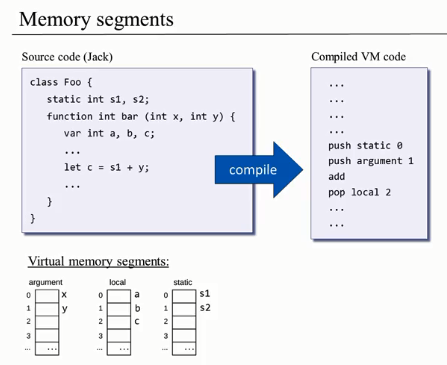 Memory segments
Source code (Jack)
class Foo {
static int s1, s2;
function int bar (int x, int y) {
var int a, b, c;
...
let c = s1 + y;
...
}
}
compile
Compiled VM code
...
...
...
...
push static 0
push argument 1
add
pop local 2
...
...
Virtual memory segments:
argument
0 x
1 y
2
3
... ...
local
0 a
1 b
2 c
3
... ...
static
0 s1
1 s2
2
3
... ...